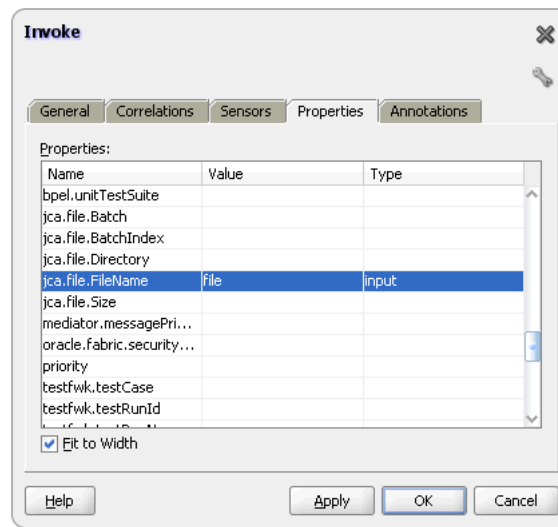 Invoke
General Correlations Sensors Properties Annotations
Properties:
Name Value Type
bpel.unitTestSuite
jca.file.Batch
jca.file.BatchIndex
jca.file.Directory
jca.file.FileName file input
jca.file.Size
mediator.messagePri...
oracle.fabric.security...
priority
testfwk.testCase
testfwk.testRunId
Fit to Width
Help Apply OK Cancel